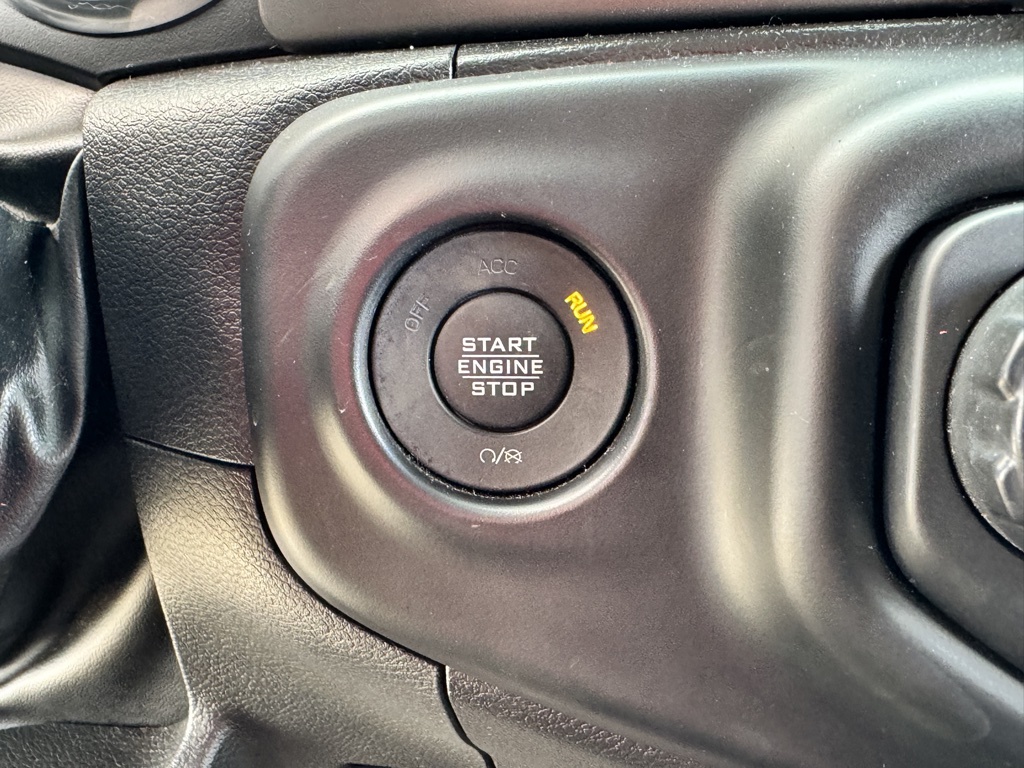 ACC
OFF
RUN
START
ENGINE
STOP